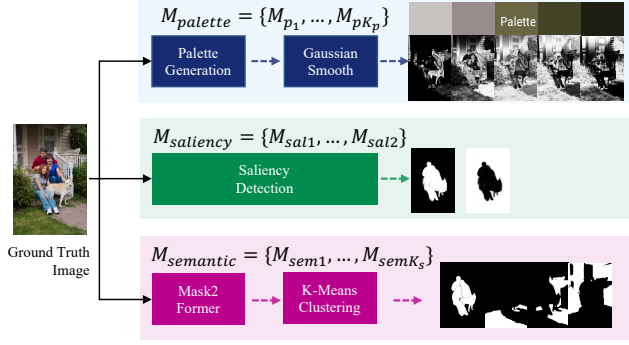 M_palette = {M_p₁, … , M_pK_p}
Palette
Palette
Generation
Gaussian
Smooth
M_saliency = {M_sal1, … , M_sal2}
Saliency
Detection
Ground Truth
Image
M_semantic = {M_sem1, … , M_semK_s}
Mask2
Former
K-Means
Clustering